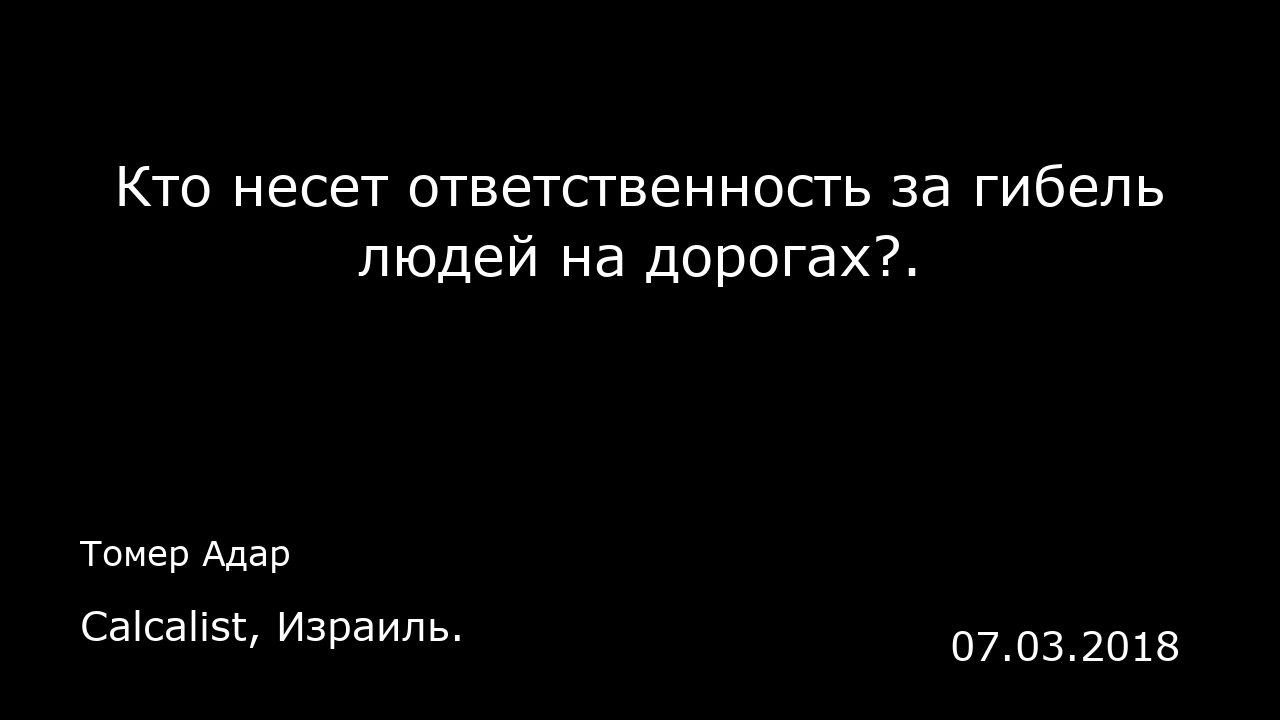 Кто несет ответственность за гибель
людей на дорогах?.
Томер Адар
Calcalist, Израиль.
07.03.2018